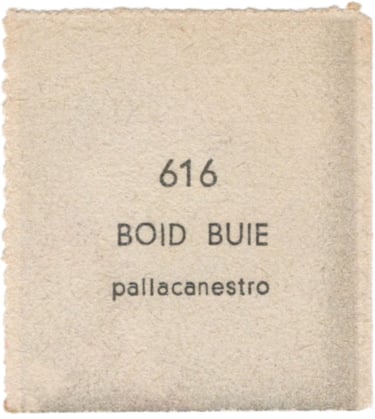 616
BOID BUIE
pallacanestro